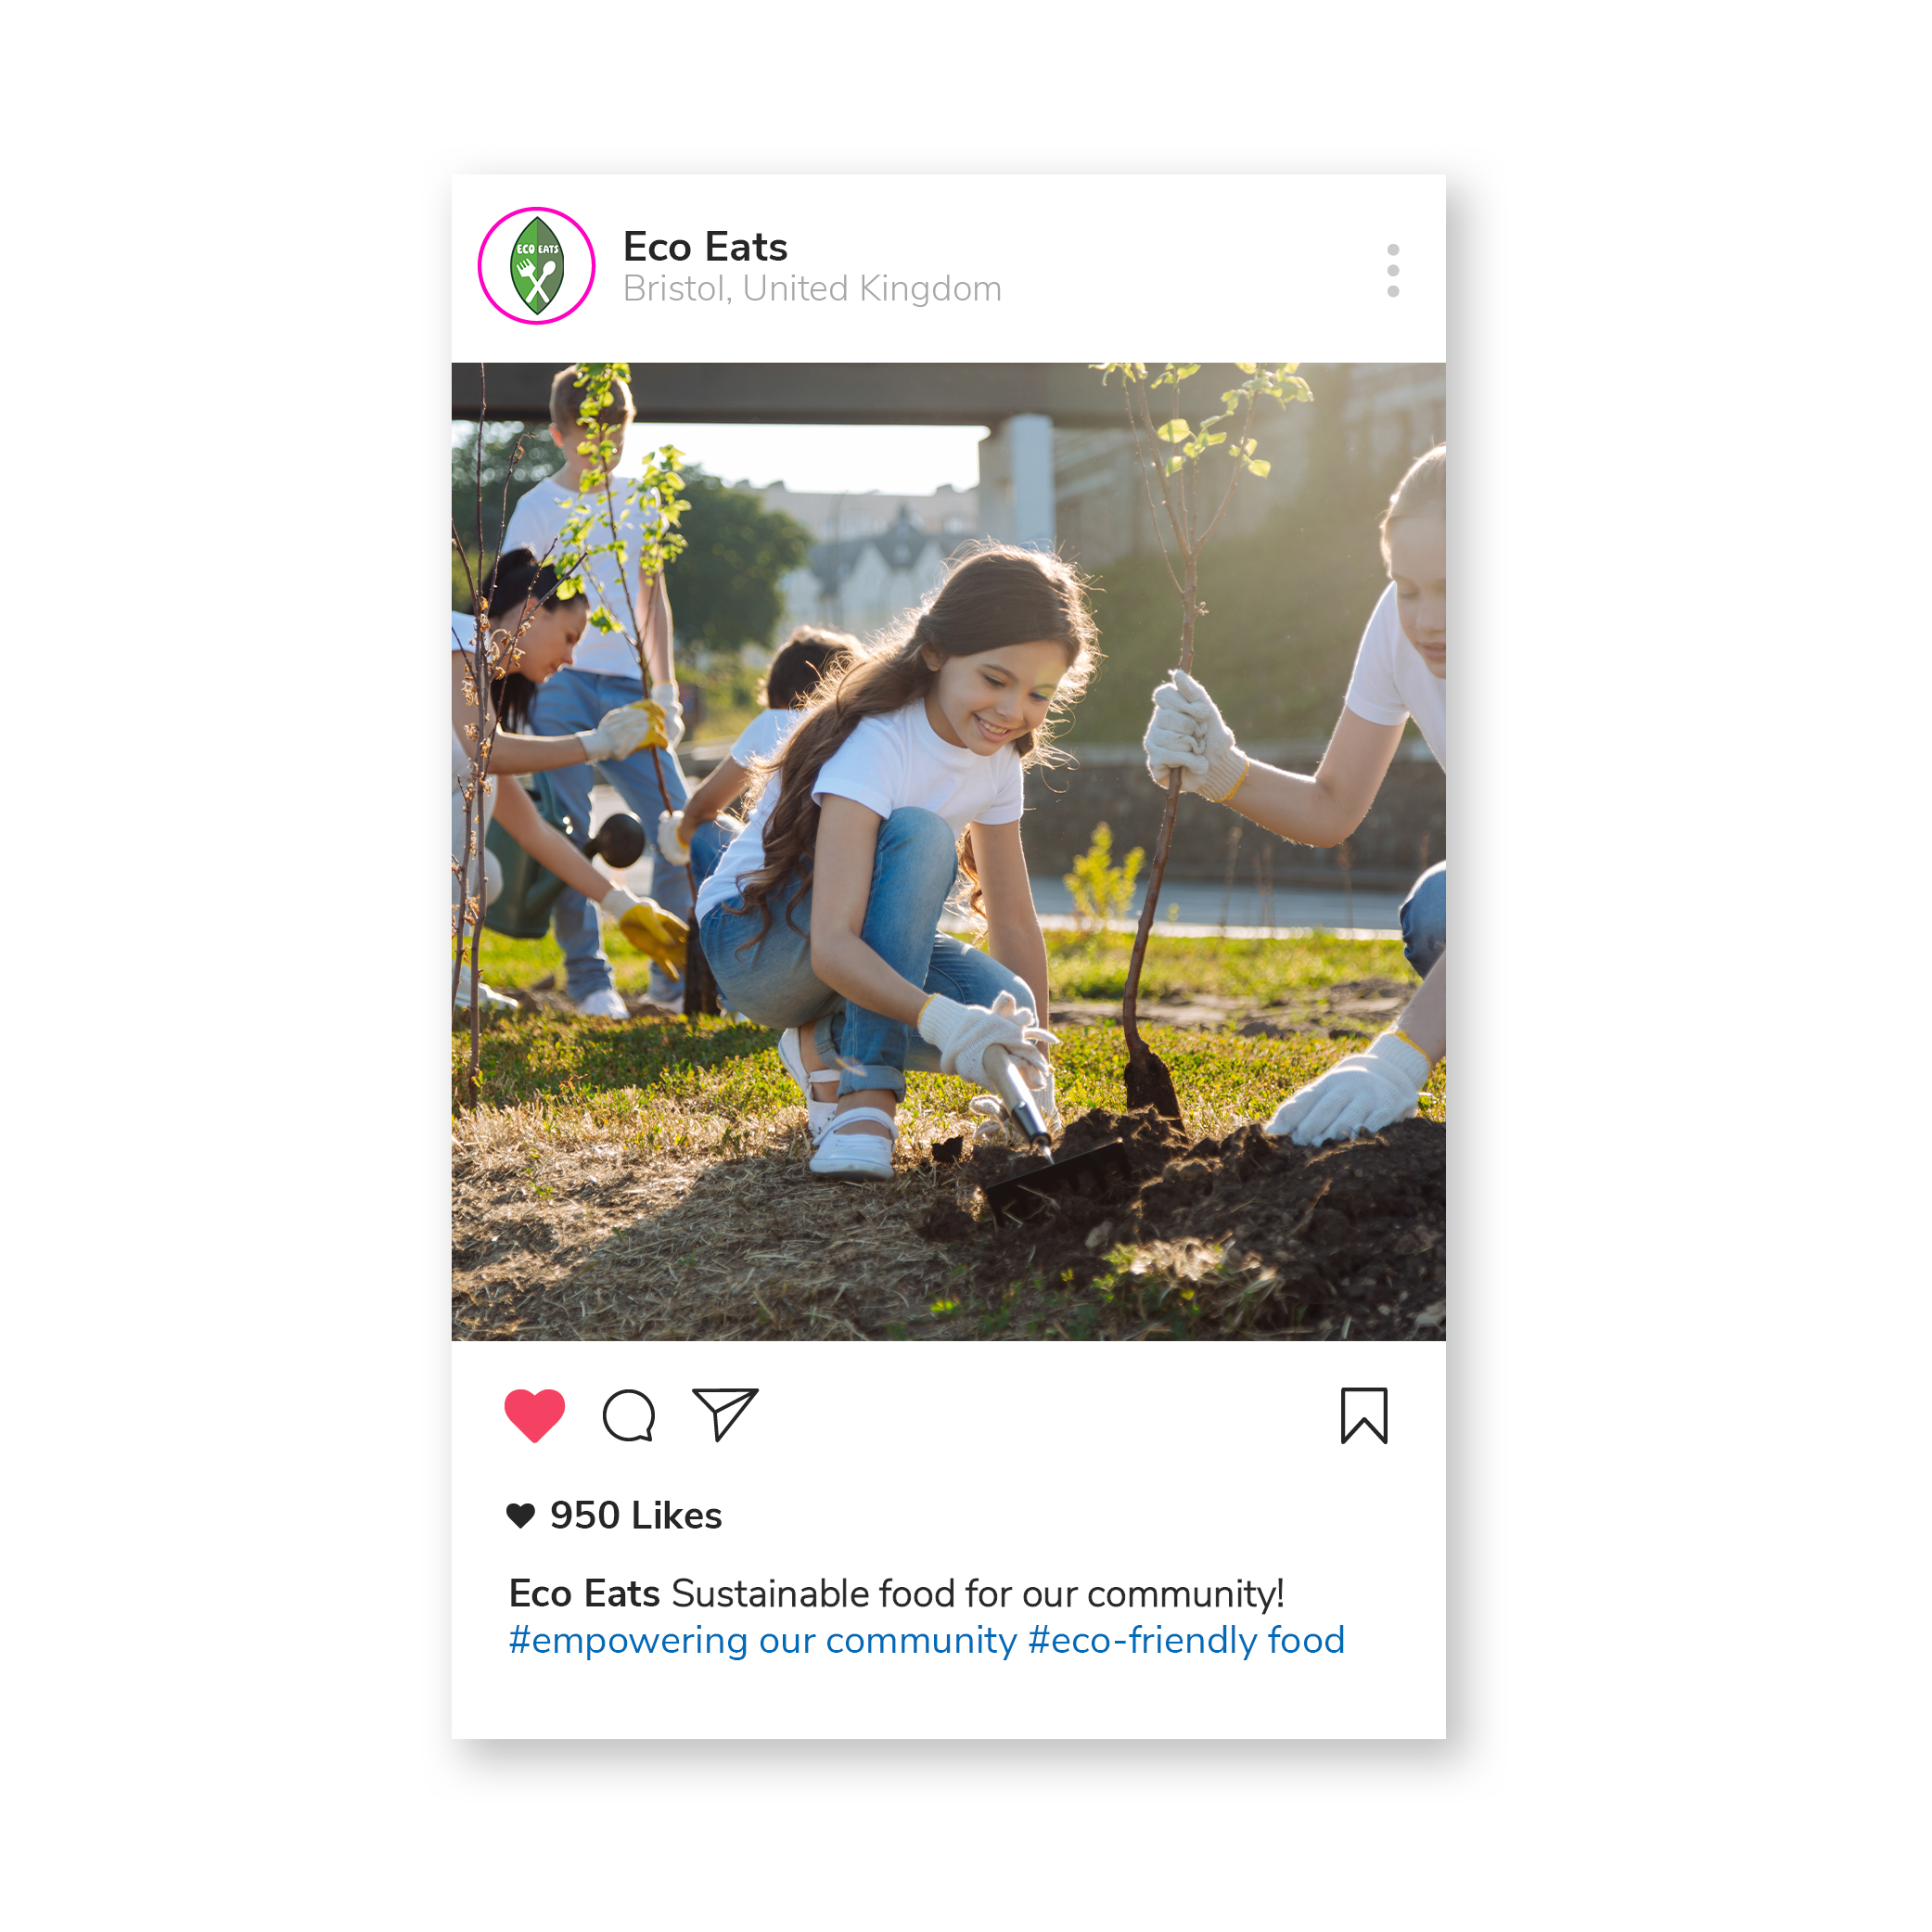 ECO EATS
Eco Eats
Bristol, United Kingdom
950 Likes
Eco Eats Sustainable food for our community!
#empowering our community #eco-friendly food